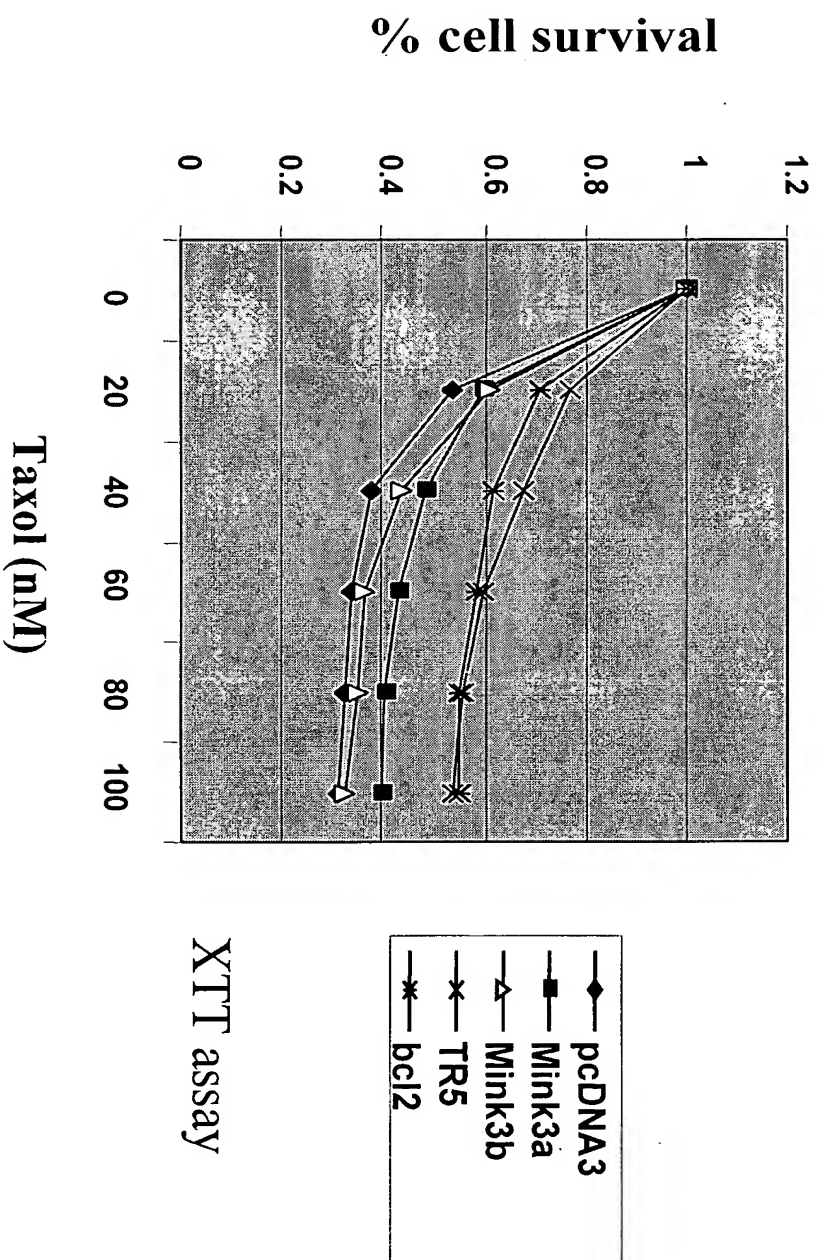 % cell survival
1.2
1
0.8
0.6
0.4
0.2
0
0
20
40
60
80
100
Taxol (nM)
pcDNA3
Mink3a
Mink3b
TR5
bcl2
XTT assay